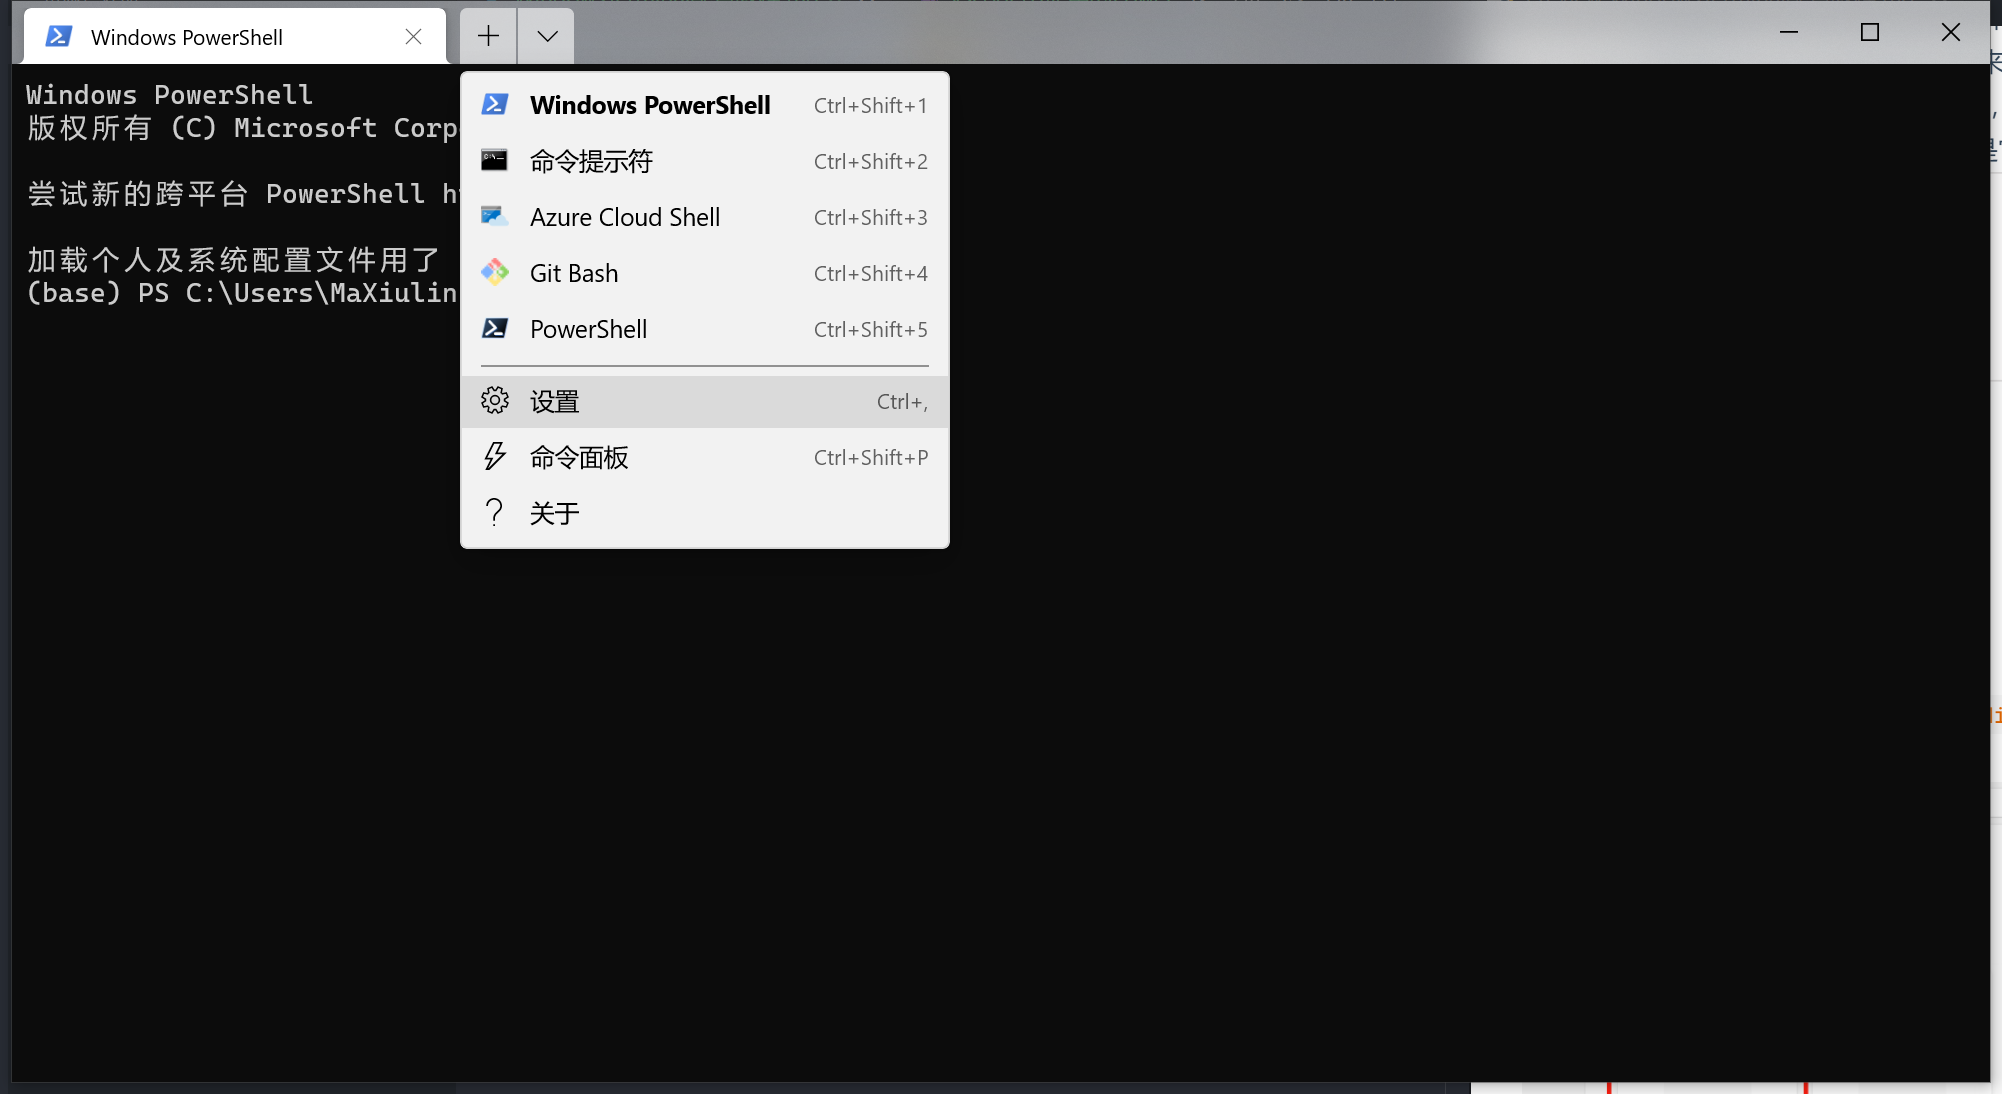 Windows PowerShell
Windows PowerShell
版权所有 (C) Microsoft Corp
尝试新的跨平台 PowerShell
加载个人及系统配置文件用了
(base) PS C:\Users\MaXiulin
Windows PowerShell Ctrl+Shift+1
命令提示符 Ctrl+Shift+2
Azure Cloud Shell Ctrl+Shift+3
Git Bash Ctrl+Shift+4
PowerShell Ctrl+Shift+5
设置 Ctrl+,
命令面板 Ctrl+Shift+P
关于